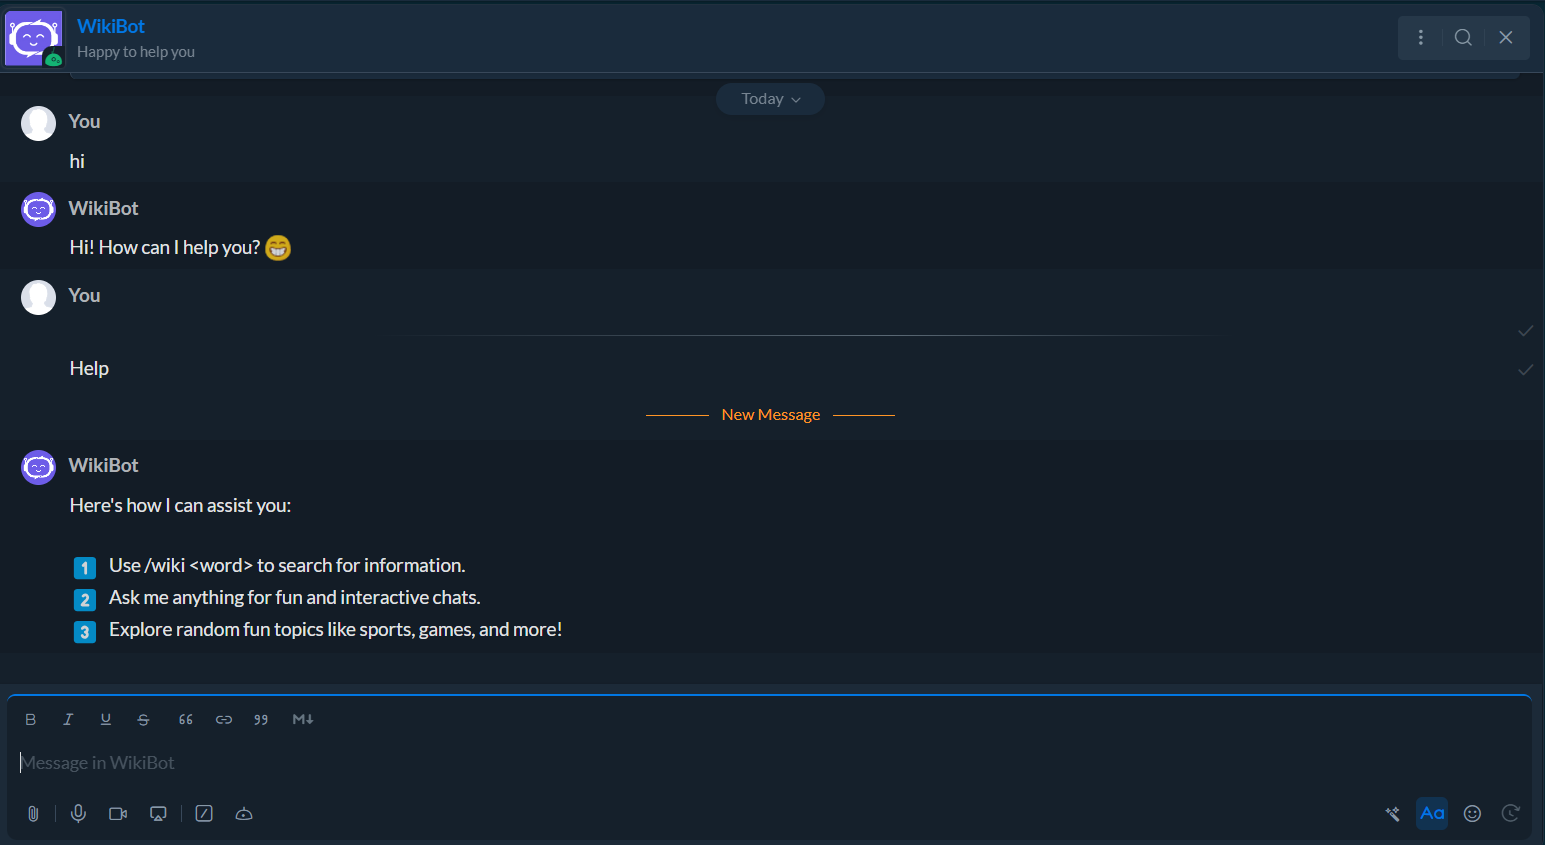 WikiBot
Happy to help you
Today
You
hi
WikiBot
Hi! How can I help you? 😁
You
Help
New Message
WikiBot
Here's how I can assist you:
1 Use /wiki <word> to search for information.
2 Ask me anything for fun and interactive chats.
3 Explore random fun topics like sports, games, and more!
B I U S 66 99 M↓
Message in WikiBot
Aa